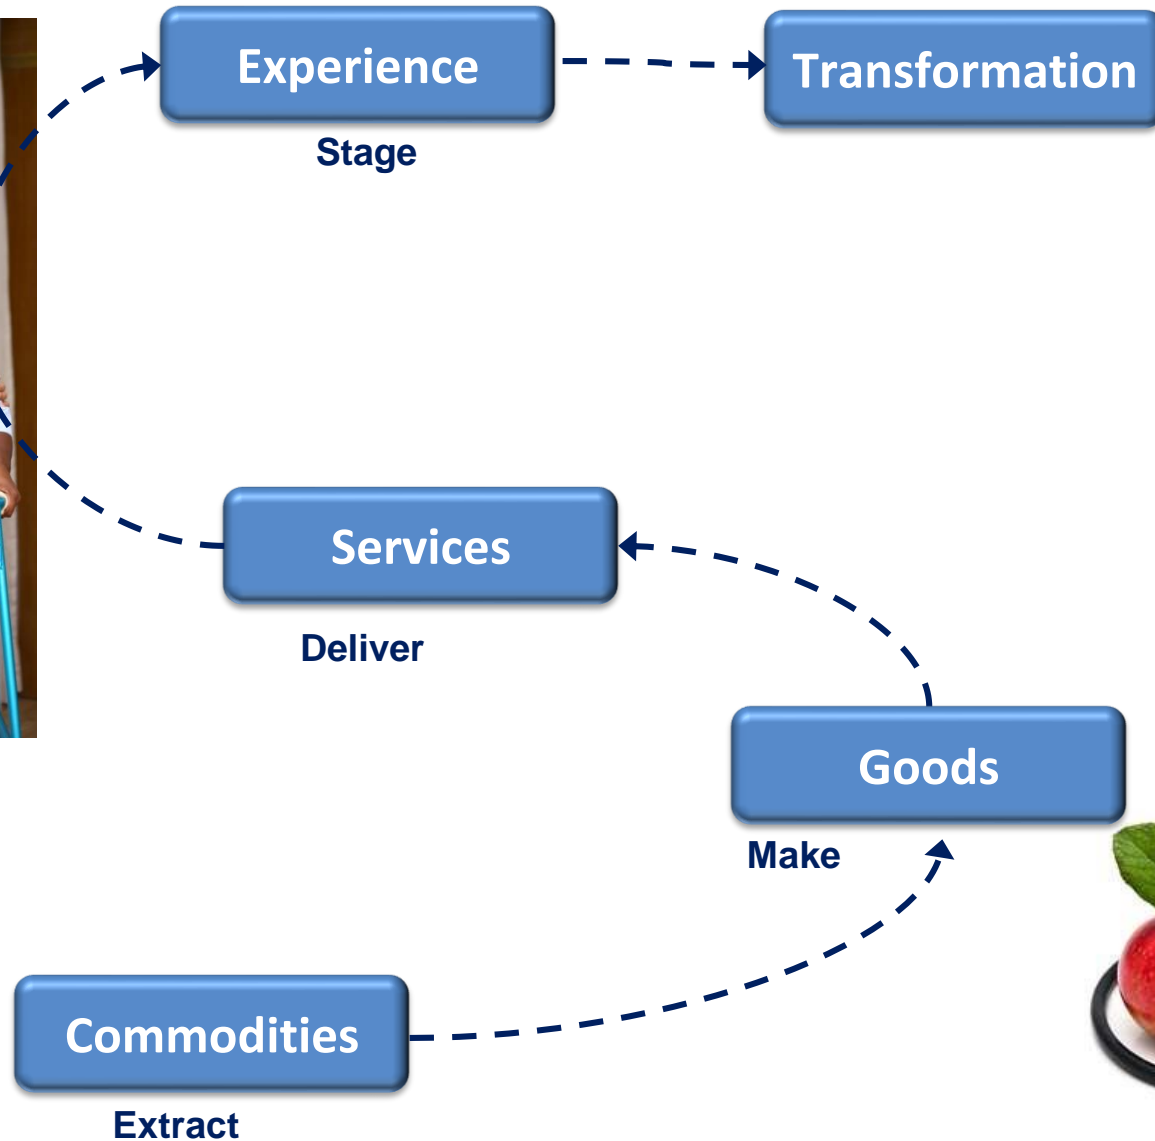 Experience
Transformation
Stage
Services
Deliver
Goods
Make
Commodities
Extract